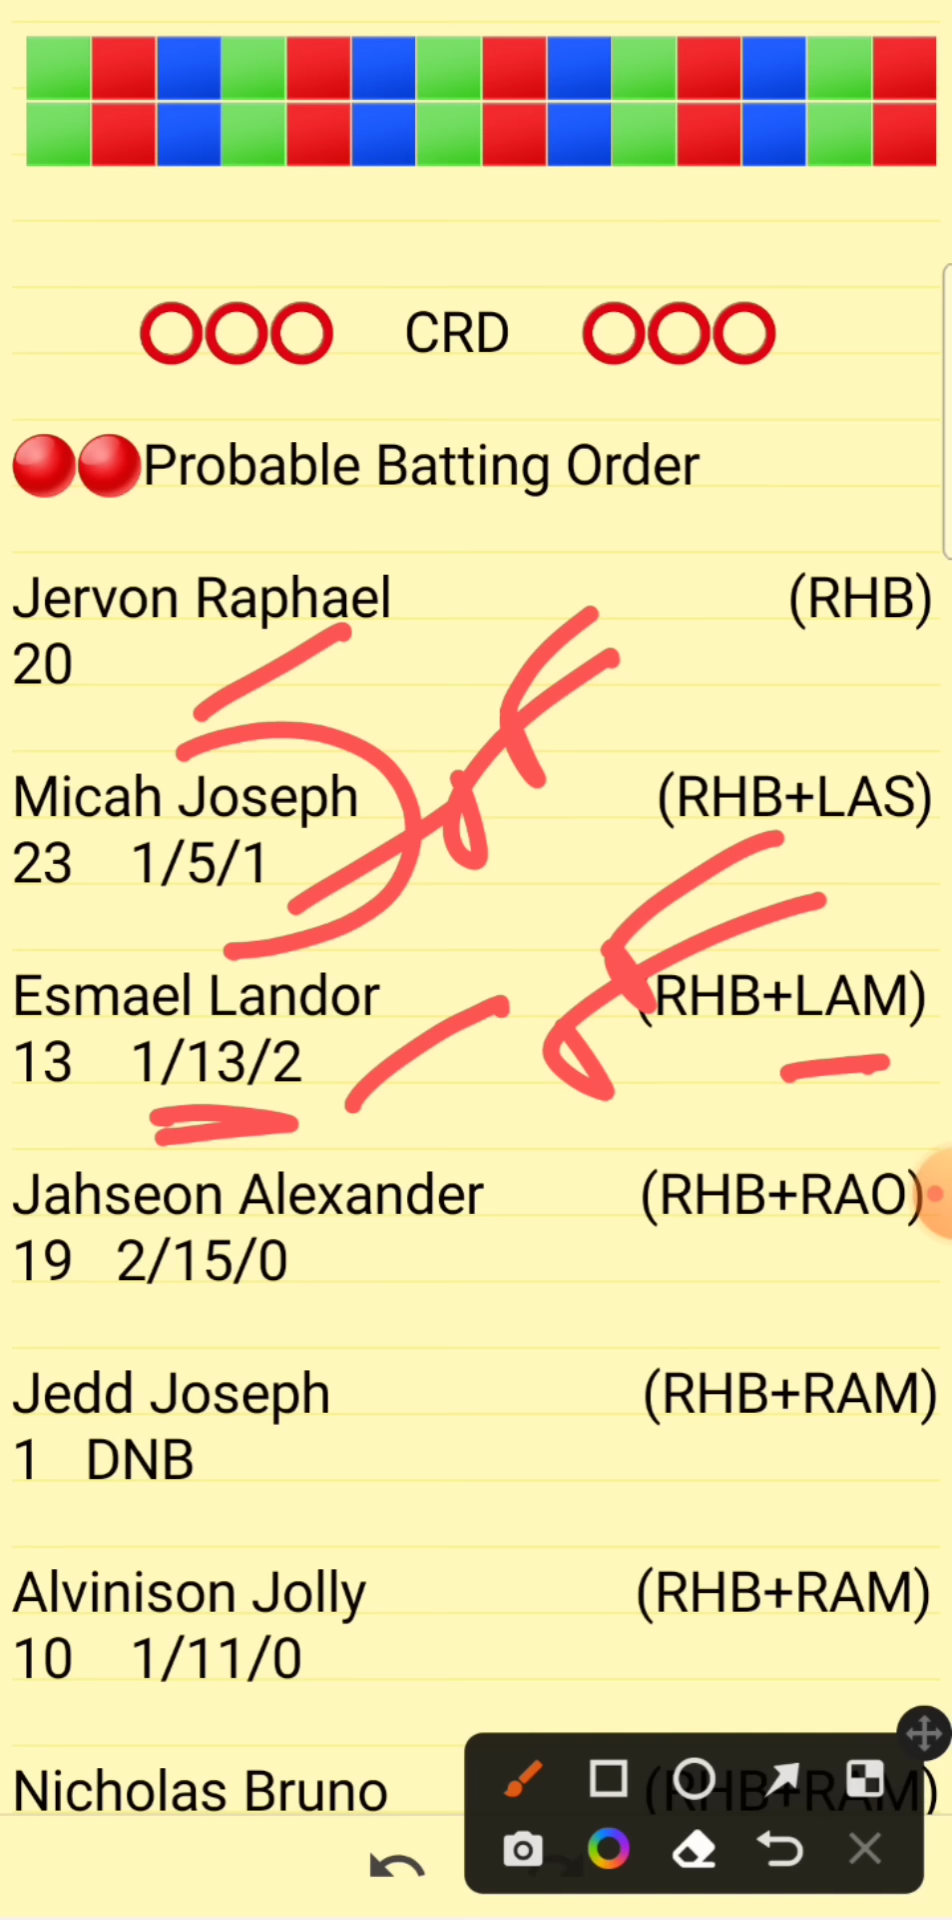 CRD
Probable Batting Order
Jervon Raphael (RHB)
20
Micah Joseph (RHB+LAS)
23 1/5/1
Esmael Landor (RHB+LAM)
13 1/13/2
Jahseon Alexander (RHB+RAO)
19 2/15/0
Jedd Joseph (RHB+RAM)
1 DNB
Alvinison Jolly (RHB+RAM)
10 1/11/0
Nicholas Bruno (RHB+RAM)